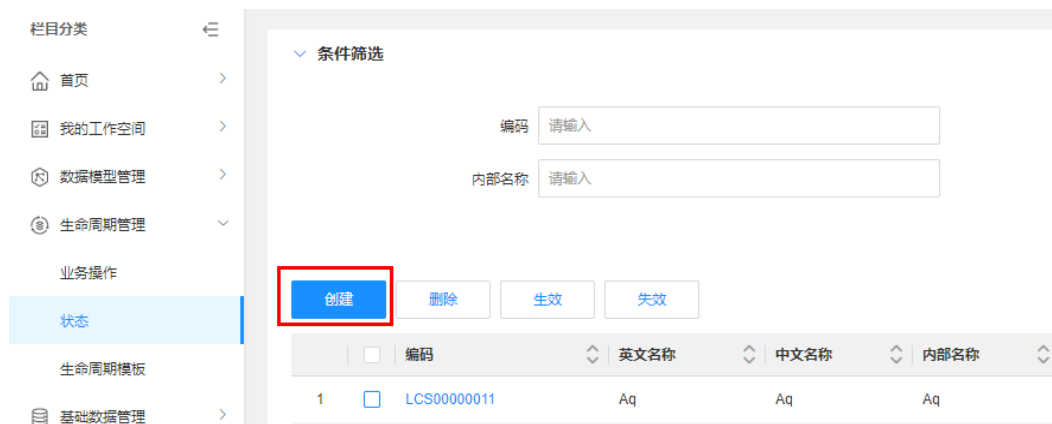 栏目分类
首页
我的工作空间
数据模型管理
生命周期管理
业务操作
状态
生命周期模板
基础数据管理
条件筛选
编码 请输入
内部名称 请输入
创建 删除 生效 失效
编码 英文名称 中文名称 内部名称
1 LCS00000011 Aq Aq Aq